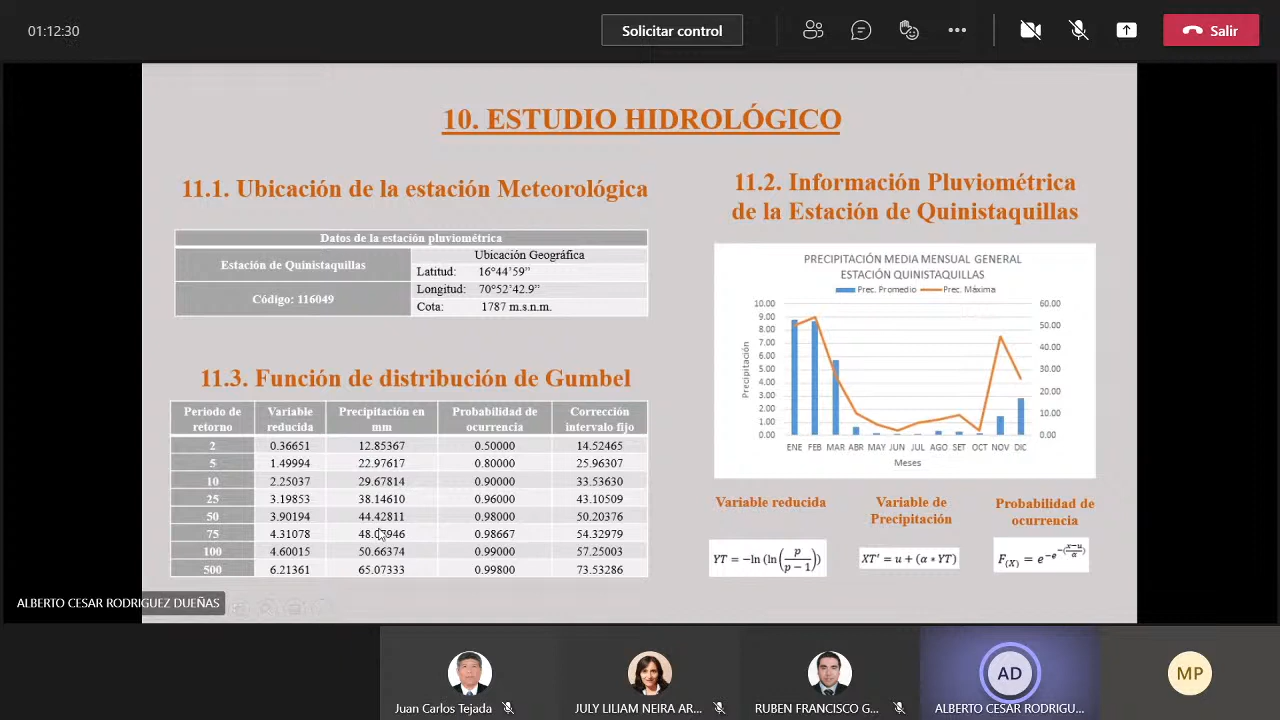 01:12:30
Solicitar control
Salir
10. ESTUDIO HIDROLÓGICO
11.1. Ubicación de la estación Meteorológica
Datos de la estación pluviométrica
Estación de Quinistaquillas
Código: 116049
Ubicación Geográfica
Latitud: 16°44'59”
Longitud: 70°52'42.9”
Cota: 1787 m.s.n.m.
11.3. Función de distribución de Gumbel
Periodo de retorno Variable reducida Precipitación en mm Probabilidad de ocurrencia Corrección intervalo fijo
2 0.36651 12.85367 0.50000 14.52465
5 1.49994 22.97617 0.80000 25.96307
10 2.25037 29.67814 0.90000 33.53630
25 3.19853 38.14610 0.96000 43.10509
50 3.90194 44.42811 0.98000 50.20376
75 4.31078 0.98667 54.32979
100 4.60015 50.66374 0.99000 57.25003
500 6.21361 65.07333 0.99800 73.53286
11.2. Información Pluviométrica
de la Estación de Quinistaquillas
PRECIPITACIÓN MEDIA MENSUAL GENERAL
ESTACIÓN QUINISTAQUILLAS
Prec. Promedio Prec. Máxima
10.00 60.00
9.00 50.00
8.00 40.00
7.00 30.00
6.00 20.00
5.00 10.00
4.00 0.00
3.00
2.00
1.00
0.00
Precipitación
ENE FEB MAR ABR MAY JUN JUL AGO SET OCT NOV DIC
Meses
Variable reducida
YT = −ln (ln(p/(p − 1)))
Variable de
Precipitación
XT' = u + (α ∗ YT)
Probabilidad de
ocurrencia
F(X) = e^−e^−((x−u)/α)
ALBERTO CESAR RODRIGUEZ DUEÑAS
Juan Carlos Tejada
JULY LILIAM NEIRA AR...
RUBEN FRANCISCO G...
AD
ALBERTO CESAR RODRIGU...
MP